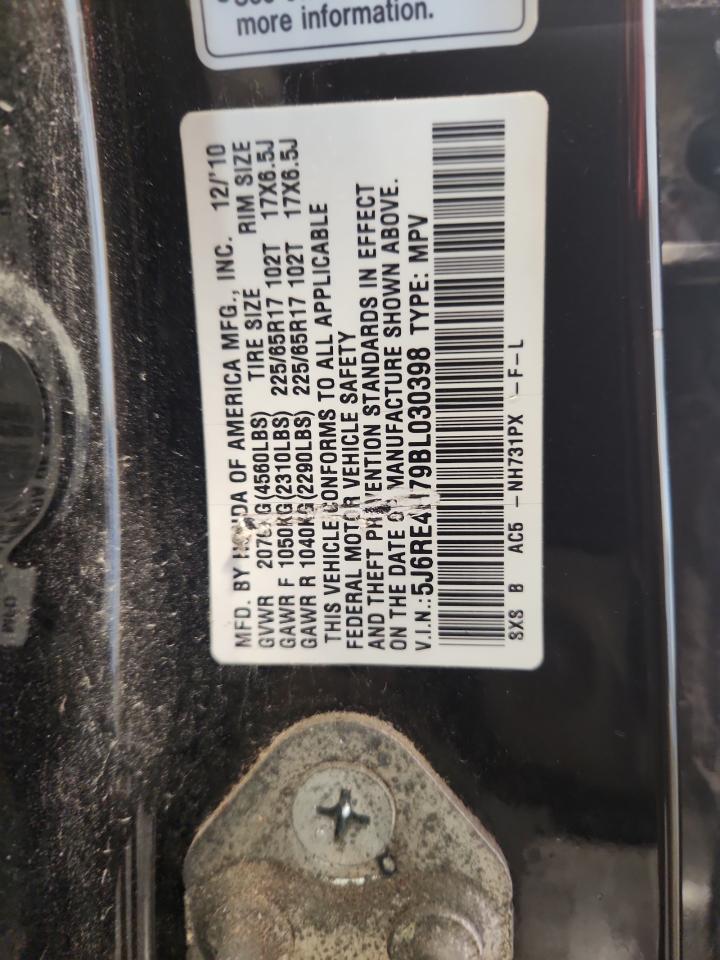 more information.
MFD. BY HONDA OF AMERICA MFG., INC. 12/'10
GVWR (4560LBS) TIRE SIZE RIM SIZE
GAWR F 1050KG(2310LBS) 225/65R17 102T 17X6.5J
GAWR R 1040KG(2290LBS) 225/65R17 102T 17X6.5J
THIS VEHICLE CONFORMS TO ALL APPLICABLE
FEDERAL MOTOR VEHICLE SAFETY
AND THEFT PREVENTION STANDARDS IN EFFECT
ON THE DATE OF MANUFACTURE SHOWN ABOVE.
V.I.N.: TYPE: MPV
SXS B AC5 - NH731PX -F-L